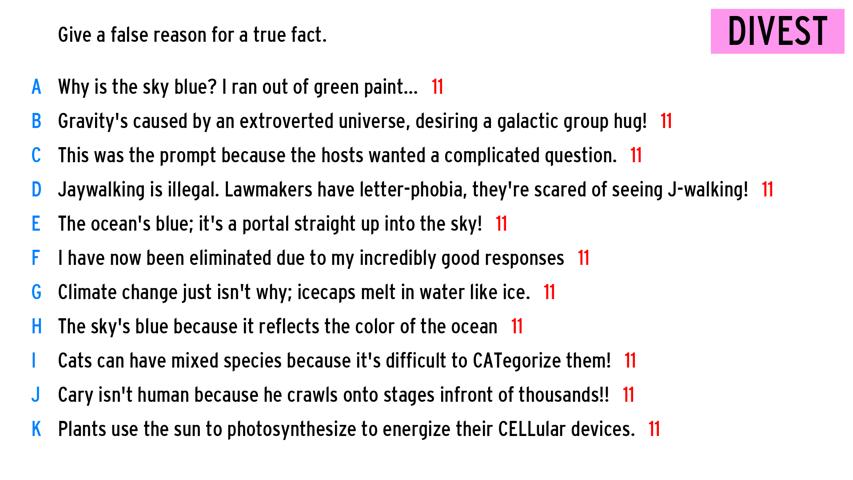 Give a false reason for a true fact.
DIVEST
A Why is the sky blue? I ran out of green paint... 11
B Gravity's caused by an extroverted universe, desiring a galactic group hug! 11
C This was the prompt because the hosts wanted a complicated question. 11
D Jaywalking is illegal. Lawmakers have letter-phobia, they're scared of seeing J-walking! 11
E The ocean's blue; it's a portal straight up into the sky! 11
F I have now been eliminated due to my incredibly good responses 11
G Climate change just isn't why; icecaps melt in water like ice. 11
H The sky's blue because it reflects the color of the ocean 11
I Cats can have mixed species because it's difficult to CATegorize them! 11
J Cary isn't human because he crawls onto stages infront of thousands!! 11
K Plants use the sun to photosynthesize to energize their CELLular devices. 11